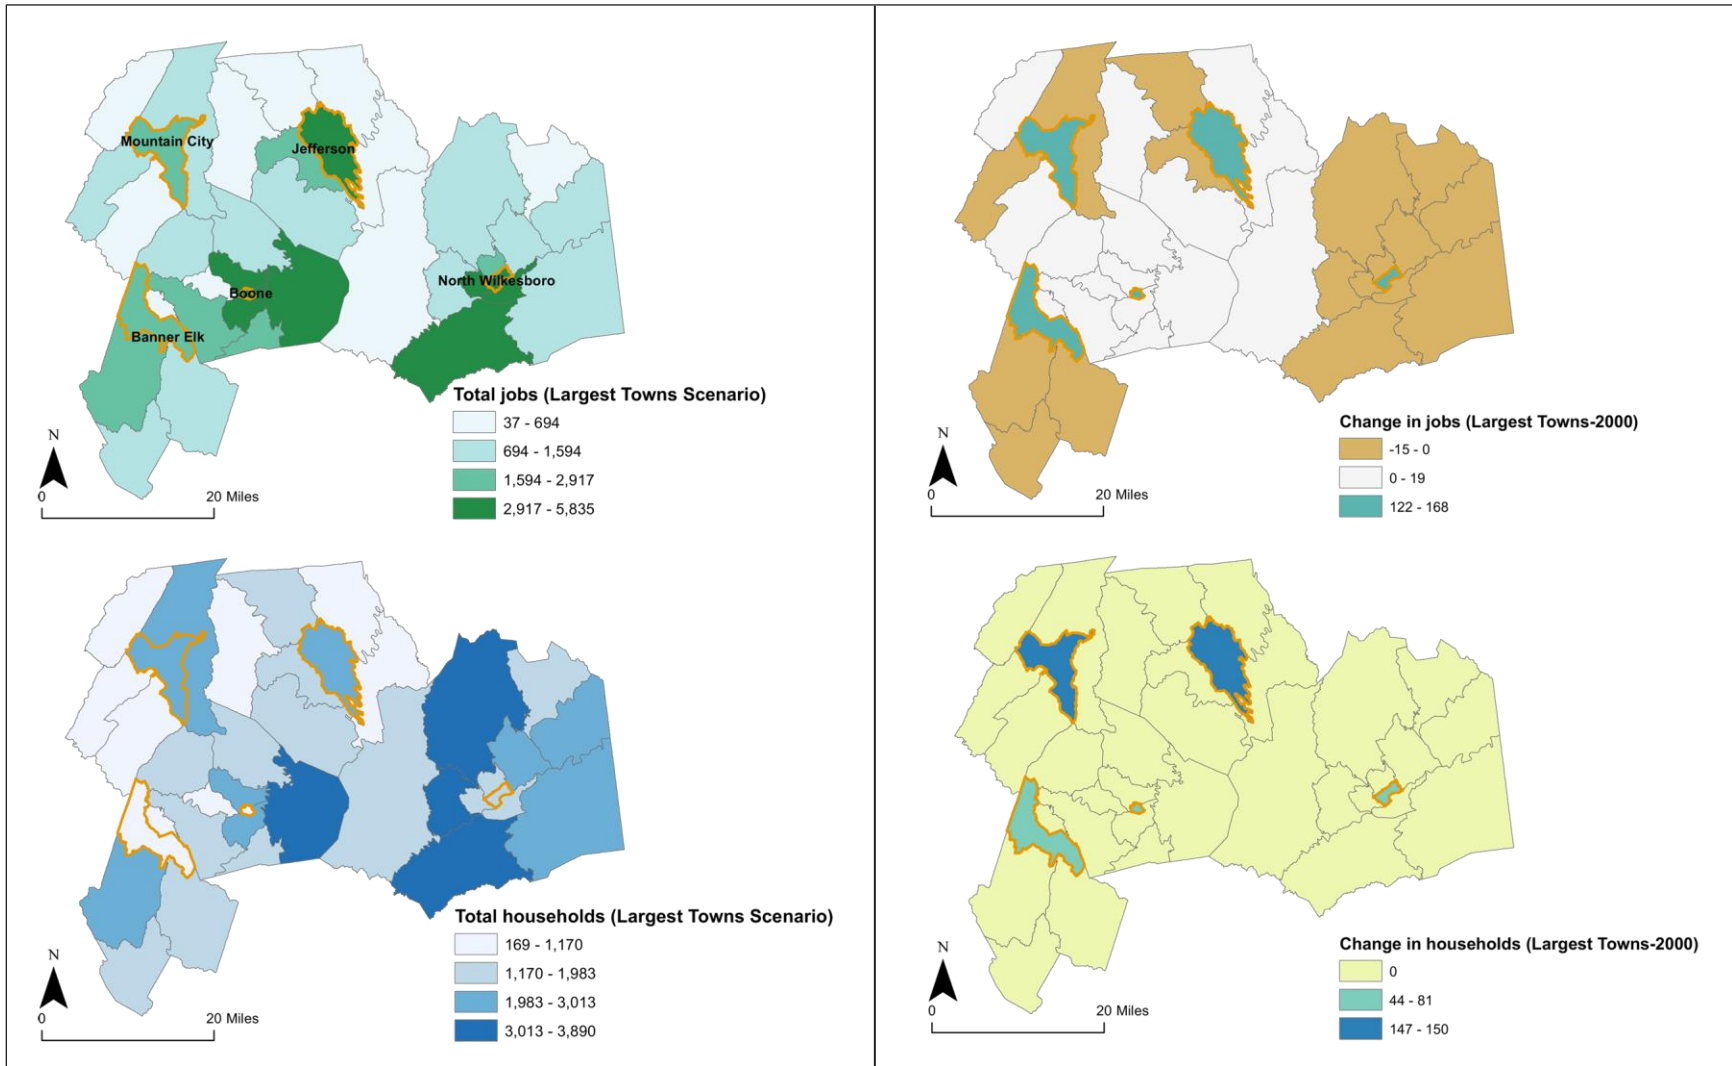 Mountain City
Jefferson
North Wilkesboro
Boone
Banner Elk
Total jobs (Largest Towns Scenario)
37 - 694
694 - 1,594
1,594 - 2,917
2,917 - 5,835
N
0 20 Miles
Change in jobs (Largest Towns-2000)
-15 - 0
0 - 19
122 - 168
N
0 20 Miles
Total households (Largest Towns Scenario)
169 - 1,170
1,170 - 1,983
1,983 - 3,013
3,013 - 3,890
N
0 20 Miles
Change in households (Largest Towns-2000)
0
44 - 81
147 - 150
N
0 20 Miles